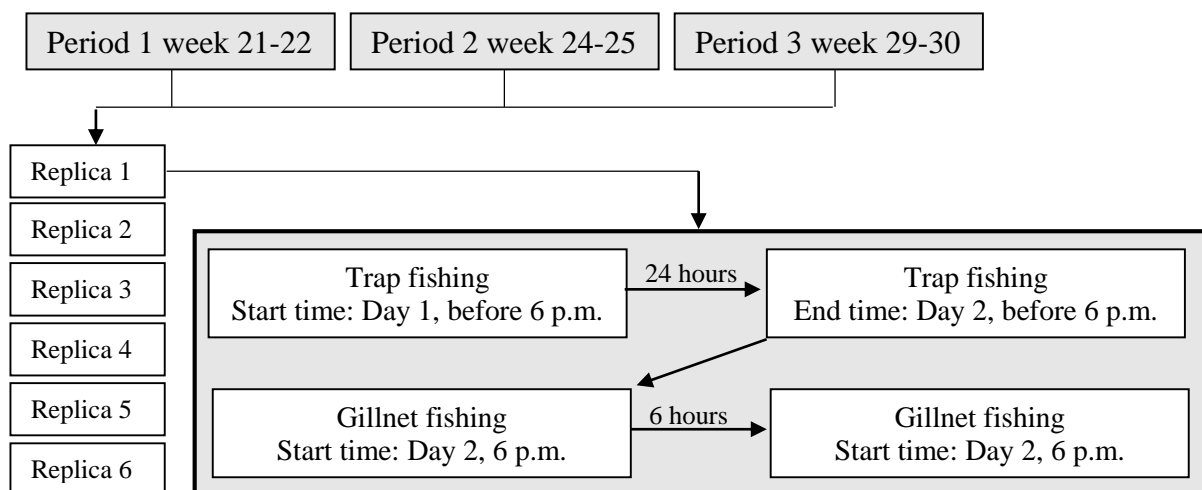 Period 1 week 21-22
Period 2 week 24-25
Period 3 week 29-30
Replica 1
Replica 2
Replica 3
Replica 4
Replica 5
Replica 6
Trap fishing
Start time: Day 1, before 6 p.m.
24 hours
Trap fishing
End time: Day 2, before 6 p.m.
Gillnet fishing
Start time: Day 2, 6 p.m.
6 hours
Gillnet fishing
Start time: Day 2, 6 p.m.